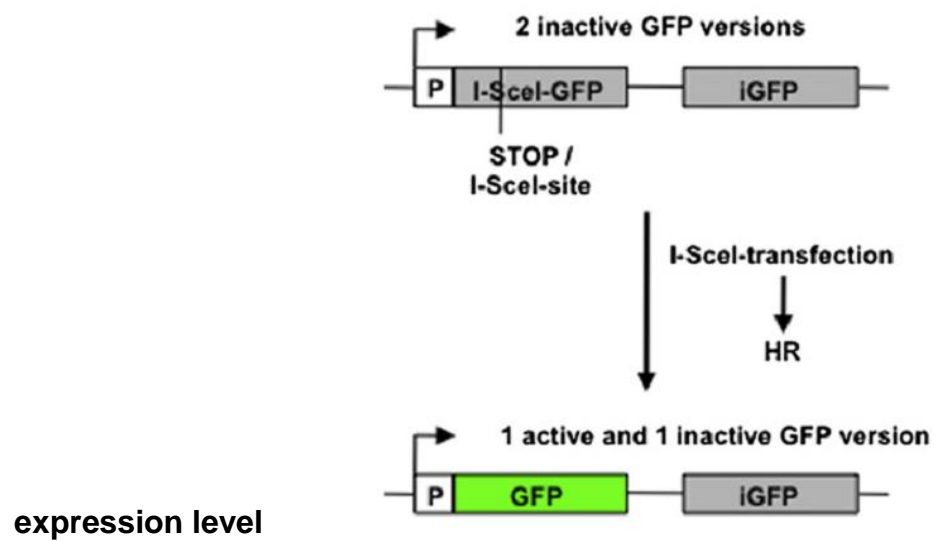 2 inactive GFP versions
P I-SceI-GFP iGFP
STOP /
I-SceI-site
I-SceI-transfection
HR
1 active and 1 inactive GFP version
P GFP iGFP
expression level